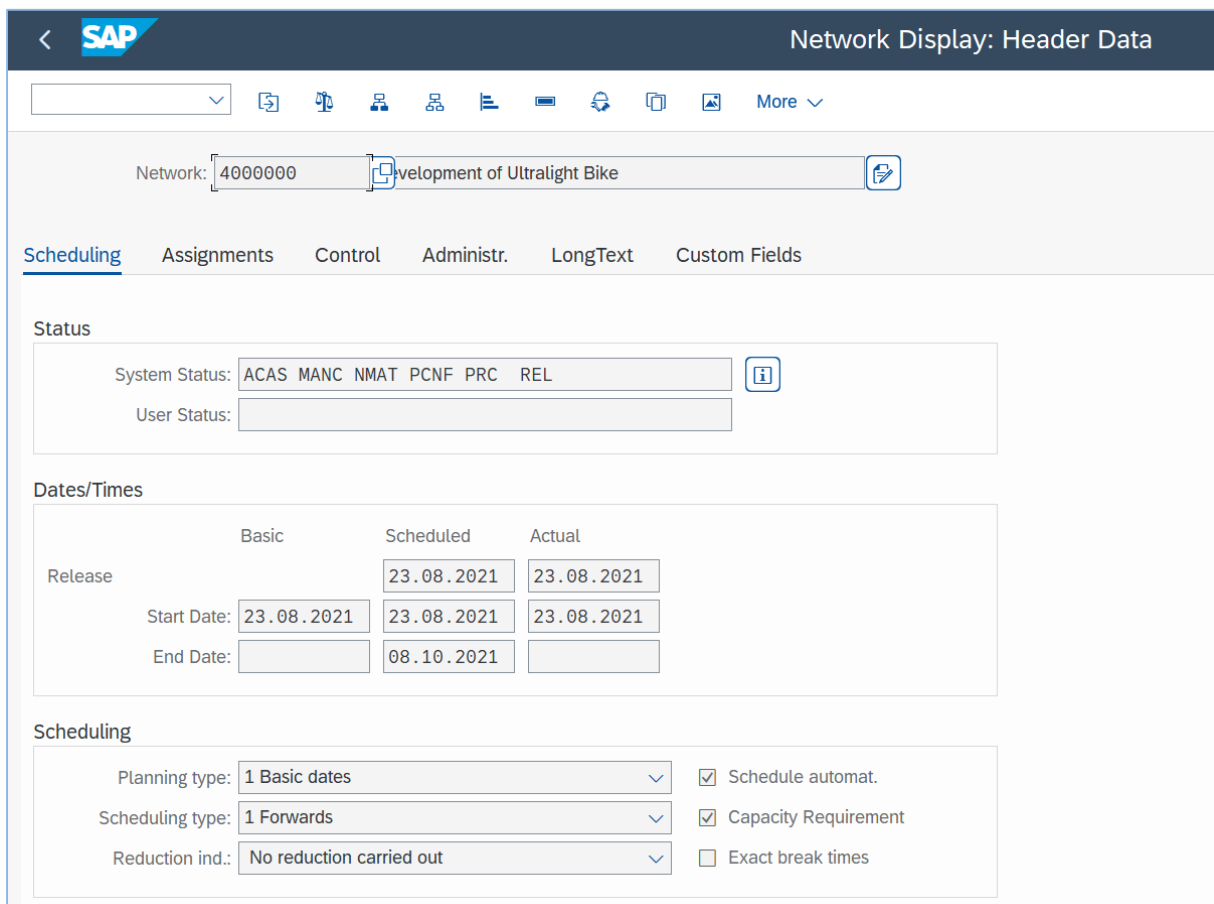 SAP Network Display: Header Data
More
Network: 4000000 velopment of Ultralight Bike
Scheduling Assignments Control Administr. LongText Custom Fields
Status
System Status: ACAS MANC NMAT PCNF PRC REL
User Status:
Dates/Times
Basic Scheduled Actual
Release 23.08.2021 23.08.2021
Start Date: 23.08.2021 23.08.2021 23.08.2021
End Date: 08.10.2021
Scheduling
Planning type: 1 Basic dates Schedule automat.
Scheduling type: 1 Forwards Capacity Requirement
Reduction ind.: No reduction carried out Exact break times